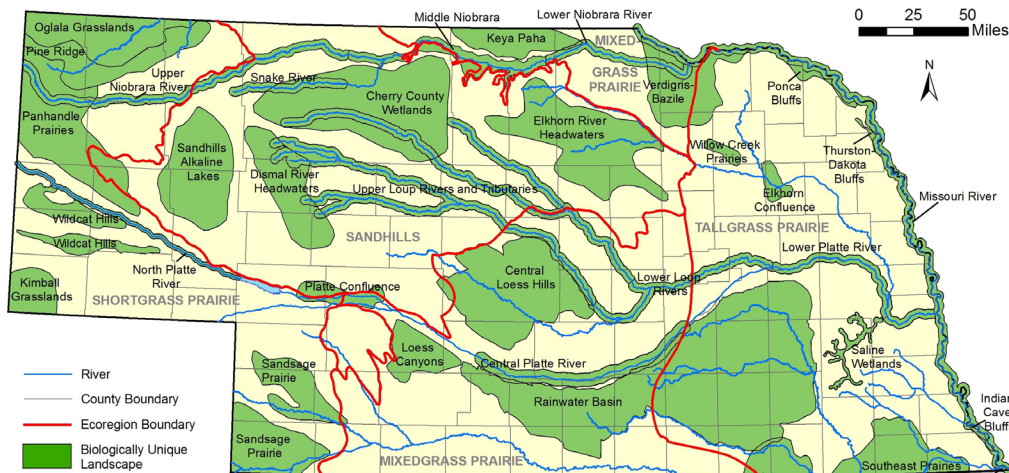 Oglala Grasslands
Pine Ridge
Upper
Niobrara River
Panhandle
Prairies
Snake River
Middle Niobrara
Lower Niobrara River
Keya Paha
MIXED-
GRASS
PRAIRIE
Verdigris-
Bazile
Cherry County
Wetlands
Elkhorn River
Headwaters
Ponca
Bluffs
Willow Creek
Prairies
Thurston-
Dakota
Bluffs
Elkhorn
Confluence
Missouri River
Sandhills
Alkaline
Lakes
Dismal River
Headwaters
Upper Loup Rivers and Tributaries
Wildcat Hills
Wildcat Hills
SANDHILLS
TALLGRASS PRAIRIE
Lower Platte River
North Platte
River
Kimball
Grasslands
SHORTGRASS PRAIRIE
Platte Confluence
Central
Loess Hills
Lower Loup
Rivers
Loess
Canyons
Central Platte River
Saline
Wetlands
Sandsage
Prairie
Rainwater Basin
Indian
Cave
Bluffs
Sandsage
Prairie
MIXEDGRASS PRAIRIE
Southeast Prairies
0 25 50
Miles
N
River
County Boundary
Ecoregion Boundary
Biologically Unique
Landscape